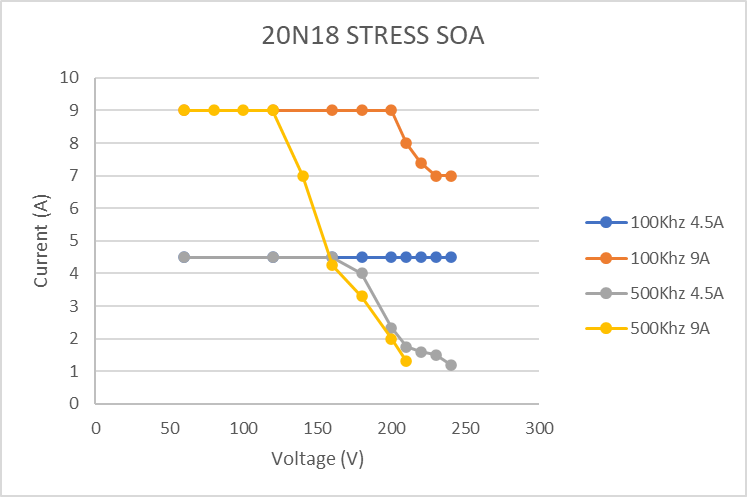 20N18 STRESS SOA
10
9
8
7
6
5
4
3
2
1
0
0 50 100 150 200 250 300
Current (A)
Voltage (V)
100Khz 4.5A
100Khz 9A
500Khz 4.5A
500Khz 9A